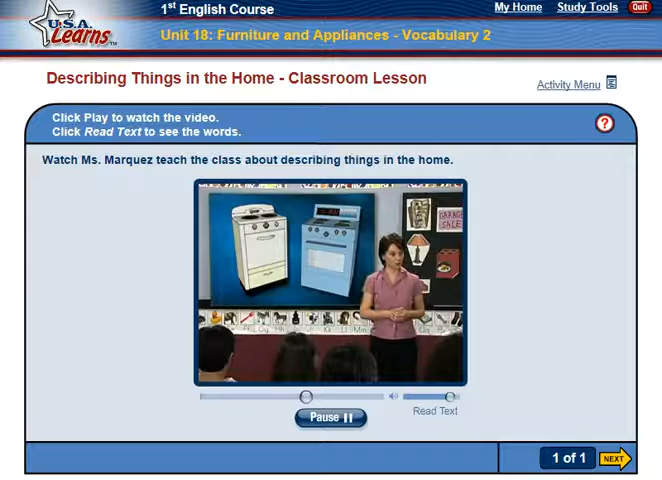 U.S.A.
Learns™
1st English Course
My Home Study Tools Quit
Unit 18: Furniture and Appliances - Vocabulary 2
Describing Things in the Home - Classroom Lesson
Activity Menu
Click Play to watch the video.
Click Read Text to see the words.
?
Watch Ms. Marquez teach the class about describing things in the home.
GARAGE
SALE
Pause
Read Text
1 of 1 NEXT